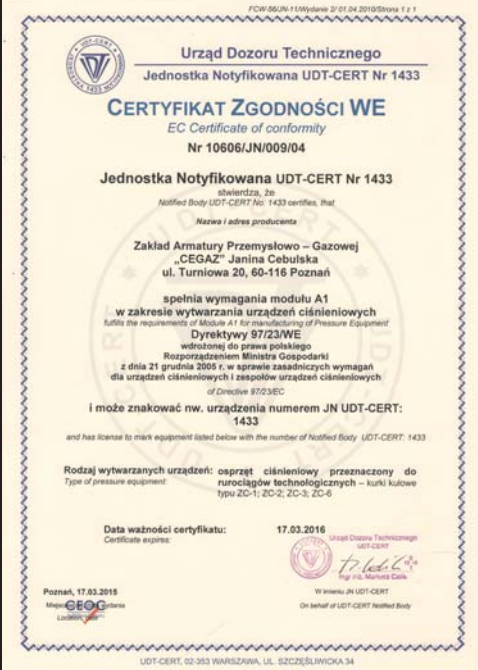 FCW-56/JN-11/Wydanie 2/ 01.04.2010/Strona 1 z 1
UDT-CERT
1433
Urząd Dozoru Technicznego
Jednostka Notyfikowana UDT-CERT Nr 1433
CERTYFIKAT ZGODNOŚCI WE
EC Certificate of conformity
Nr 10606/JN/009/04
Jednostka Notyfikowana UDT-CERT Nr 1433
stwierdza, że
Notified Body UDT-CERT No. 1433 certifies, that
Nazwa i adres producenta
Zakład Armatury Przemysłowo – Gazowej
„CEGAZ” Janina Cebulska
ul. Turniowa 20, 60-116 Poznań
spełnia wymagania modułu A1
w zakresie wytwarzania urządzeń ciśnieniowych
fulfills the requirements of Module A1 for manufacturing of Pressure Equipment
Dyrektywy 97/23/WE
wdrożonej do prawa polskiego
Rozporządzeniem Ministra Gospodarki
z dnia 21 grudnia 2005 r. w sprawie zasadniczych wymagań
dla urządzeń ciśnieniowych i zespołów urządzeń ciśnieniowych
of Directive 97/23/EC
i może znakować nw. urządzenia numerem JN UDT-CERT:
1433
and has license to mark equipment listed below with the number of Notified Body UDT-CERT: 1433
Rodzaj wytwarzanych urządzeń: osprzęt ciśnieniowy przeznaczony do
Type of pressure equipment: rurociągów technologicznych – kurki kulowe
typu ZC-1; ZC-2; ZC-3; ZC-6
Data ważności certyfikatu: 17.03.2016
Certificate expires:
Urząd Dozoru Technicznego
UDT-CERT
mgr inż. Mariusz Calik
Poznań, 17.03.2015
W imieniu JN UDT-CERT
On behalf of UDT-CERT Notified Body
CEOC
UDT-CERT, 02-353 WARSZAWA, UL. SZCZĘŚLIWICKA 34